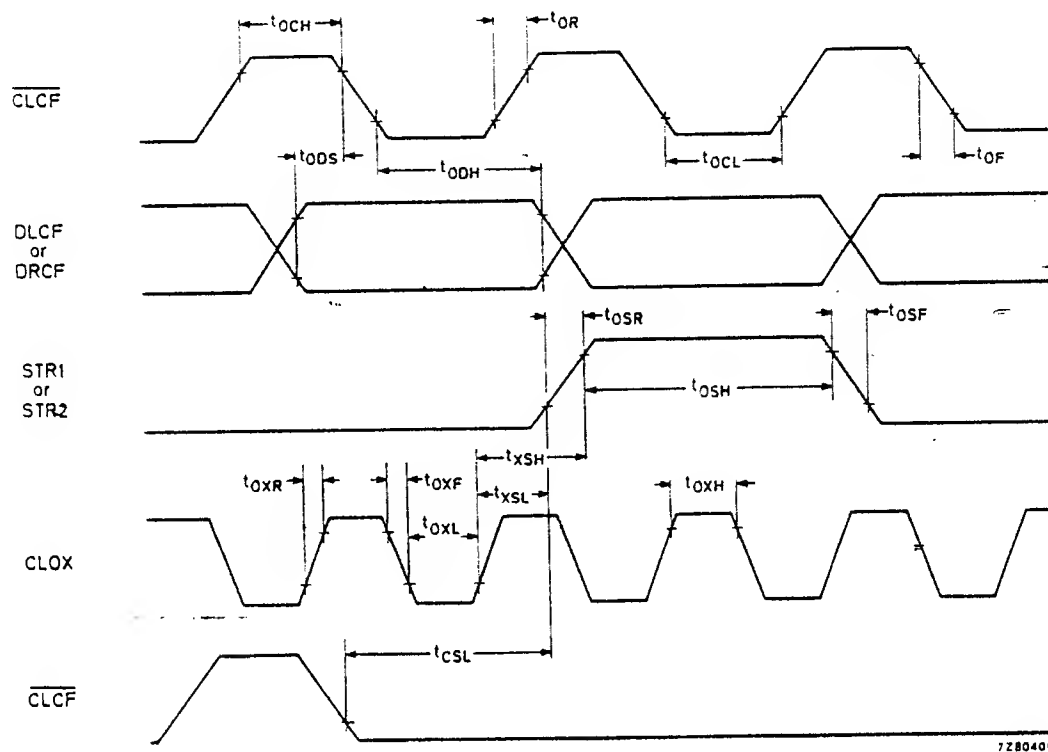 tOCH
tOR
CLCF
tODS
tODH
tOCL
tOF
DLCF
or
DRCF
tOSR
tOSF
STR1
or
STR2
tOSH
tXSH
tOXR
tOXF
tXSL
tOXH
tOXL
CLOX
tCSL
CLCF